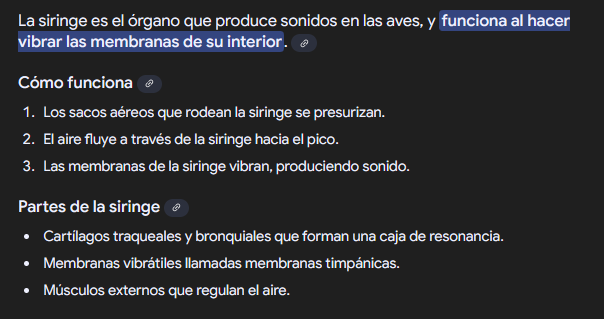 La siringe es el órgano que produce sonidos en las aves, y funciona al hacer
vibrar las membranas de su interior.
Cómo funciona
1. Los sacos aéreos que rodean la siringe se presurizan.
2. El aire fluye a través de la siringe hacia el pico.
3. Las membranas de la siringe vibran, produciendo sonido.
Partes de la siringe
• Cartílagos traqueales y bronquiales que forman una caja de resonancia.
• Membranas vibrátiles llamadas membranas timpánicas.
• Músculos externos que regulan el aire.